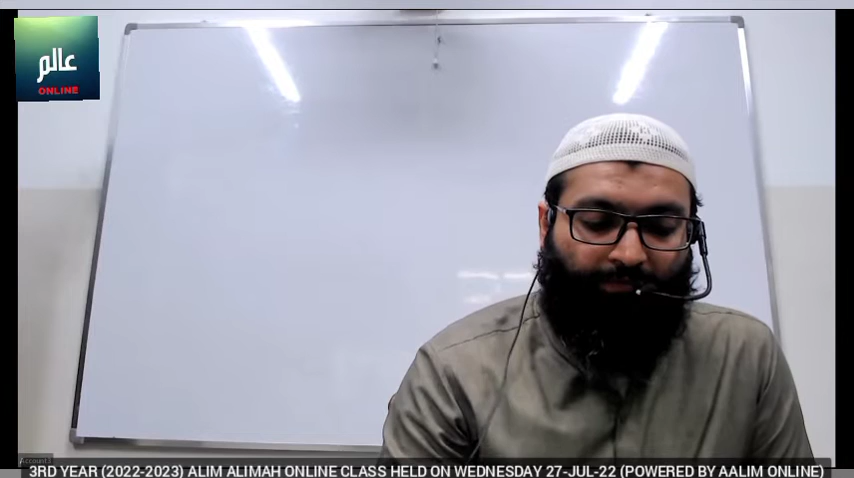 عالم
ONLINE
Account3
3RD YEAR (2022-2023) ALIM ALIMAH ONLINE CLASS HELD ON WEDNESDAY 27-JUL-22 (POWERED BY AALIM ONLINE)